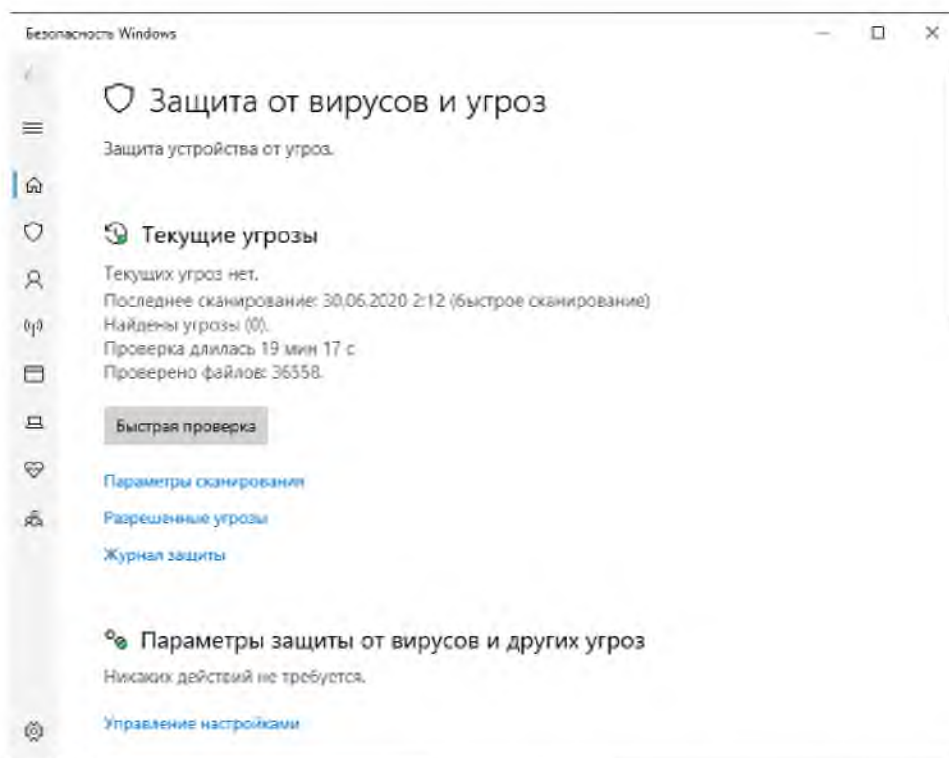 Безопасность Windows
Защита от вирусов и угроз
Защита устройства от угроз.
Текущие угрозы
Текущих угроз нет.
Последнее сканирование: 30.06.2020 2:12 (быстрое сканирование)
Найдены угрозы (0).
Проверка длилась 19 мин 17 с
Проверено файлов: 36558.
Быстрая проверка
Параметры сканирования
Разрешенные угрозы
Журнал защиты
Параметры защиты от вирусов и других угроз
Никаких действий не требуется.
Управление настройками